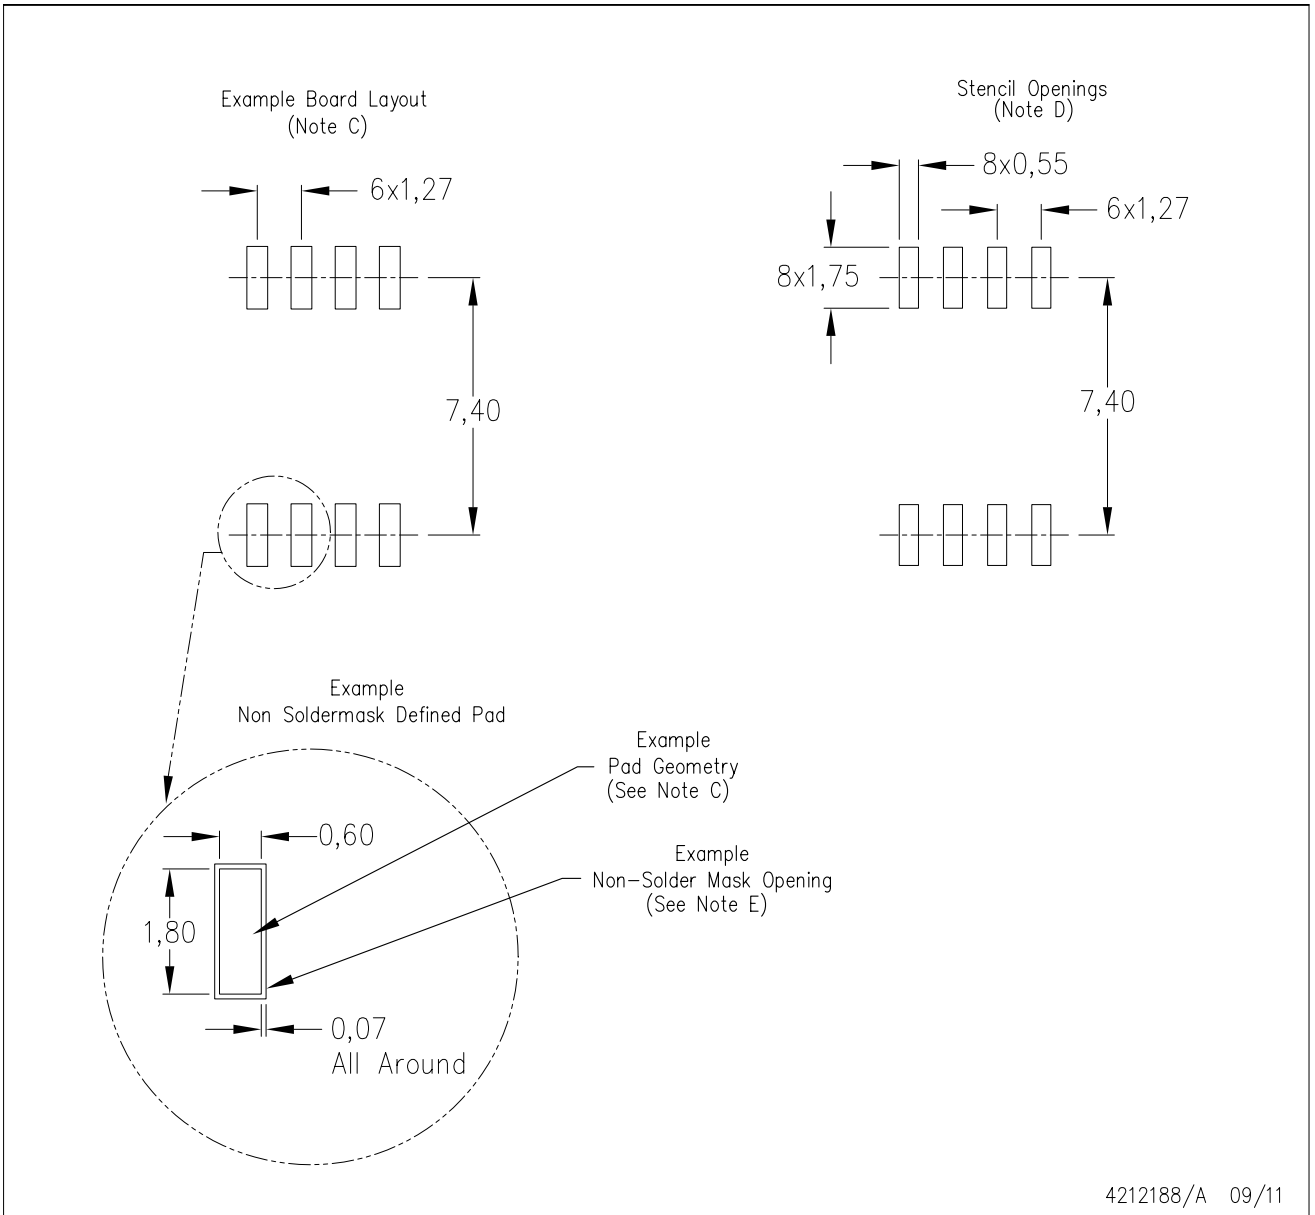 Example Board Layout
(Note C)
Stencil Openings
(Note D)
6x1,27
8x0,55
6x1,27
8x1,75
7,40
7,40
Example
Non Soldermask Defined Pad
Example
Pad Geometry
(See Note C)
0,60
Example
Non-Solder Mask Opening
(See Note E)
1,80
0,07
All Around
4212188/A 09/11